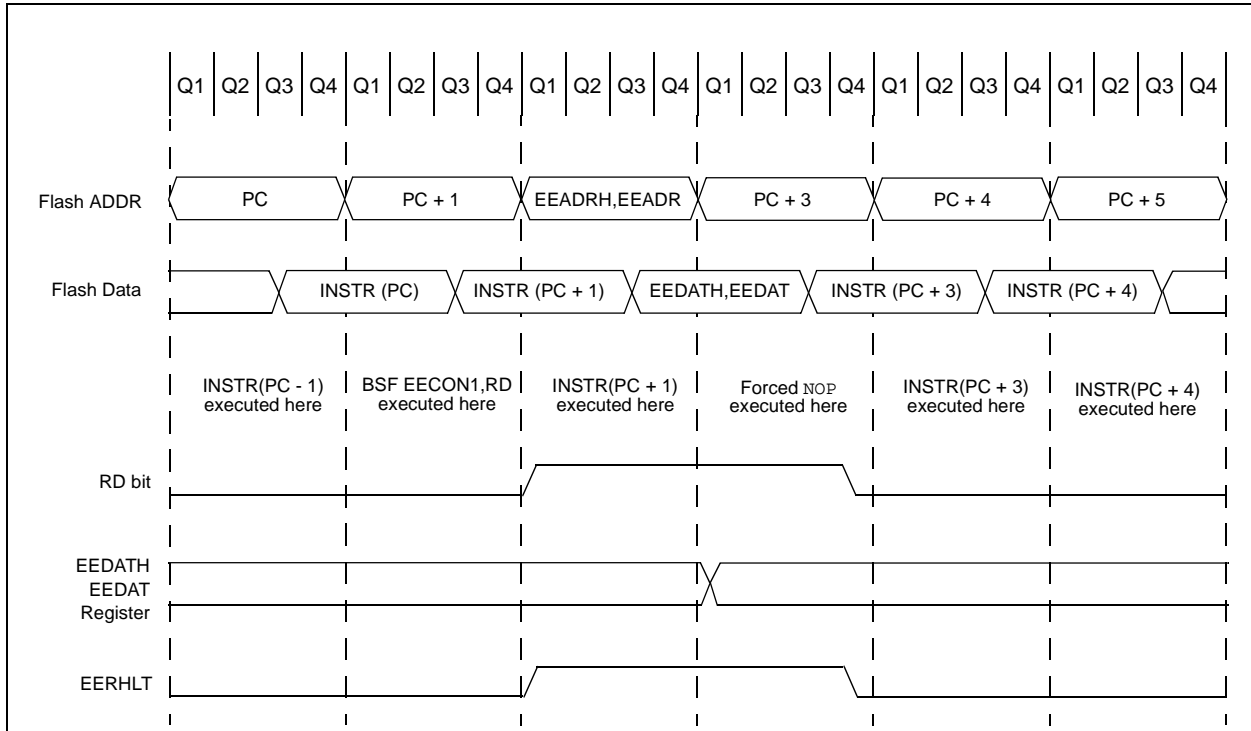 Q1 Q2 Q3 Q4 Q1 Q2 Q3 Q4 Q1 Q2 Q3 Q4 Q1 Q2 Q3 Q4 Q1 Q2 Q3 Q4 Q1 Q2 Q3 Q4
Flash ADDR PC PC + 1 EEADRH,EEADR PC + 3 PC + 4 PC + 5
Flash Data INSTR (PC) INSTR (PC + 1) EEDATH,EEDAT INSTR (PC + 3) INSTR (PC + 4)
INSTR(PC - 1) BSF EECON1,RD INSTR(PC + 1) Forced NOP INSTR(PC + 3) INSTR(PC + 4)
executed here executed here executed here executed here executed here executed here
RD bit
EEDATH
EEDAT
Register
EERHLT